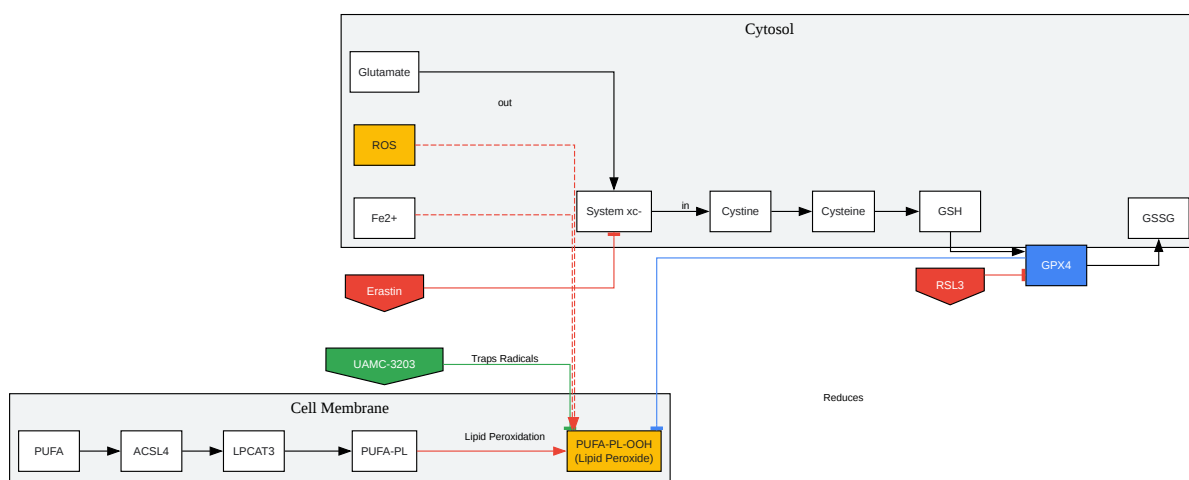 Cytosol
Glutamate
out
ROS
Fe2+
System xc-
in
Cystine
Cysteine
GSH
GSSG
GPX4
Erastin
RSL3
UAMC-3203
Traps Radicals
Reduces
Cell Membrane
PUFA
ACSL4
LPCAT3
PUFA-PL
Lipid Peroxidation
PUFA-PL-OOH
(Lipid Peroxide)